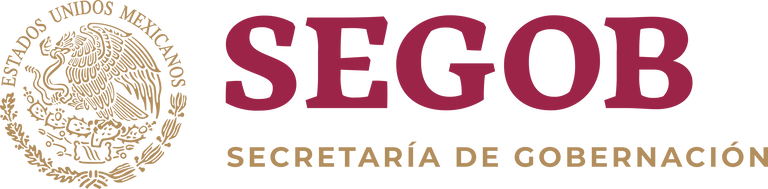 ESTADOS UNIDOS MEXICANOS
SEGOB
SECRETARÍA DE GOBERNACIÓN